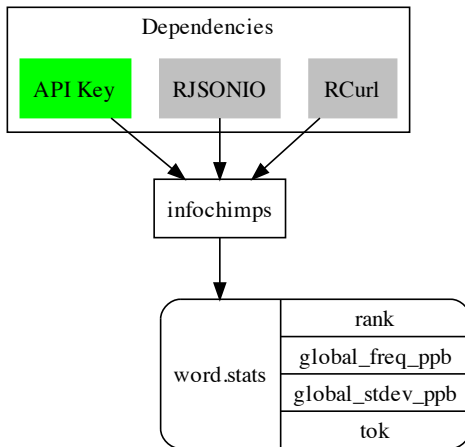 Dependencies
API Key RJSONIO RCurl
infochimps
word.stats
rank
global_freq_ppb
global_stdev_ppb
tok